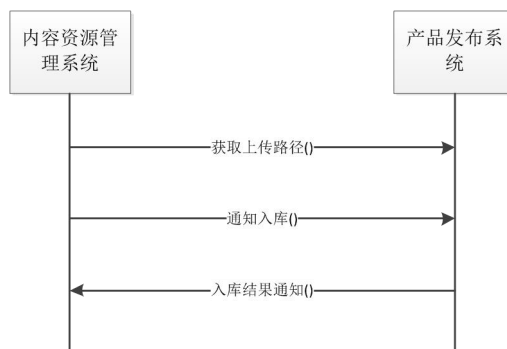 内容资源管
理系统
产品发布系
统
获取上传路径()
通知入库()
入库结果通知()